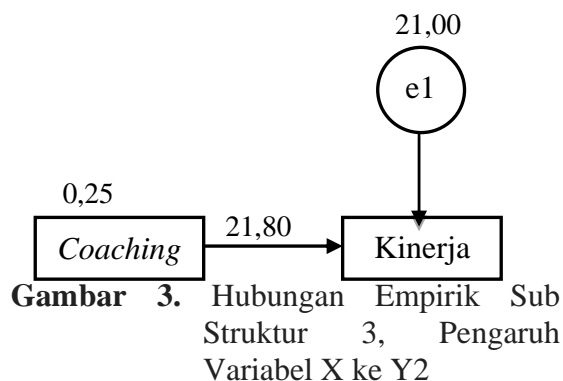 21,00
e1
0,25
Coaching
21,80
Kinerja
Gambar 3. Hubungan Empirik Sub
Struktur 3, Pengaruh
Variabel X ke Y2